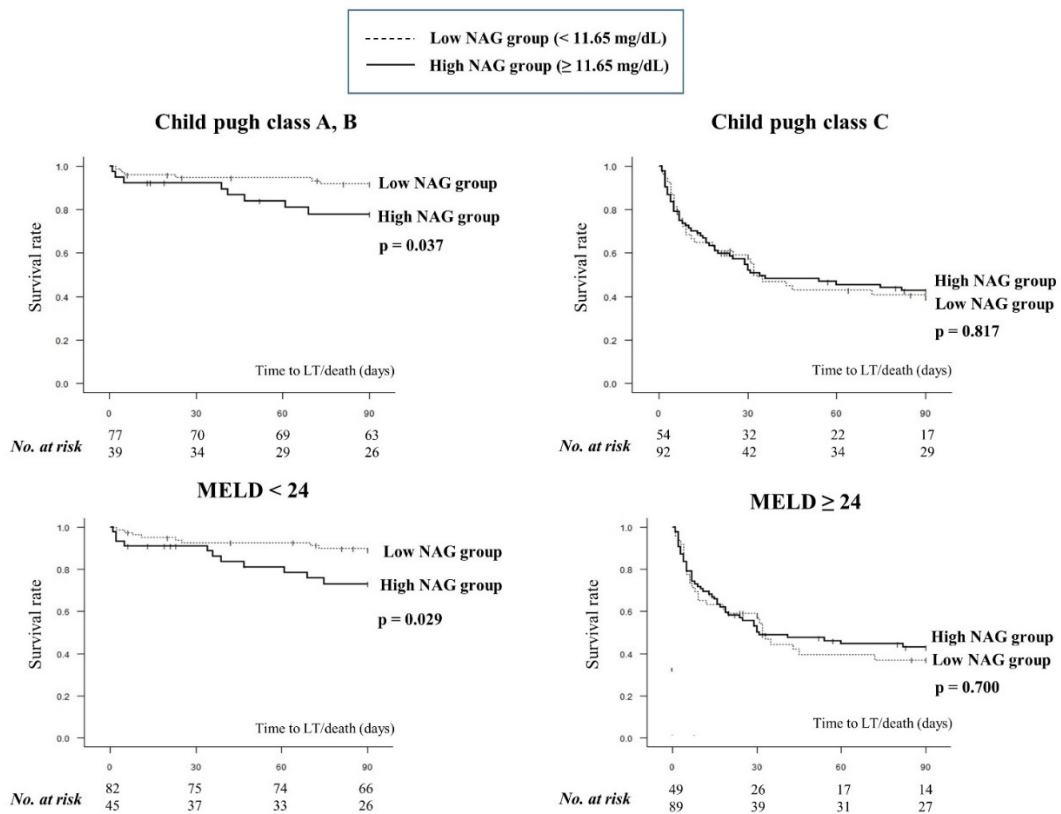 Low NAG group (< 11.65 mg/dL)
High NAG group (≥ 11.65 mg/dL)
Child pugh class A, B
Survival rate
1.0
0.8
0.6
0.4
0.2
0.0
Low NAG group
High NAG group
p = 0.037
Time to LT/death (days)
0 30 60 90
No. at risk
77 70 69 63
39 34 29 26
Child pugh class C
Survival rate
1.0
0.8
0.6
0.4
0.2
0.0
High NAG group
Low NAG group
p = 0.817
Time to LT/death (days)
0 30 60 90
No. at risk
54 32 22 17
92 42 34 29
MELD < 24
Survival rate
1.0
0.8
0.6
0.4
0.2
0.0
Low NAG group
High NAG group
p = 0.029
Time to LT/death (days)
0 30 60 90
No. at risk
82 75 74 66
45 37 33 26
MELD ≥ 24
Survival rate
1.0
0.8
0.6
0.4
0.2
0.0
High NAG group
Low NAG group
p = 0.700
Time to LT/death (days)
0 30 60 90
No. at risk
49 26 17 14
89 39 31 27